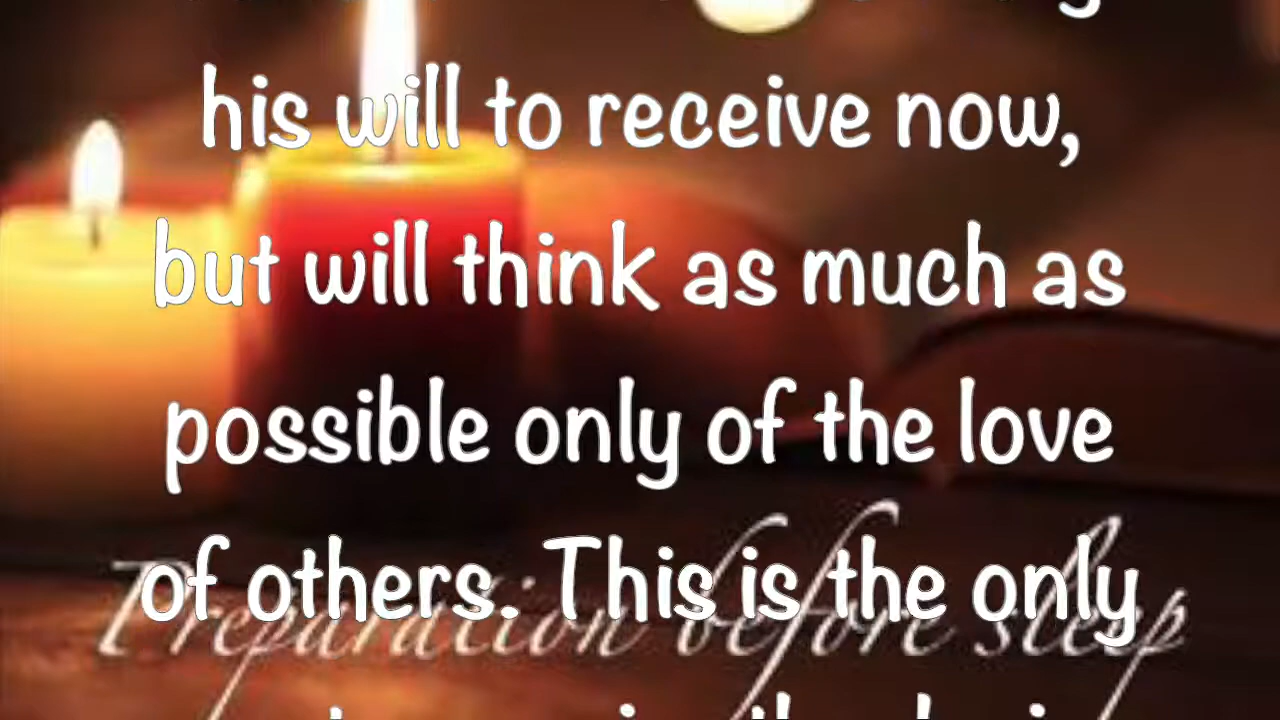 his will to receive now,
but will think as much as
possible only of the love
of others. This is the only
Preparation before sleep